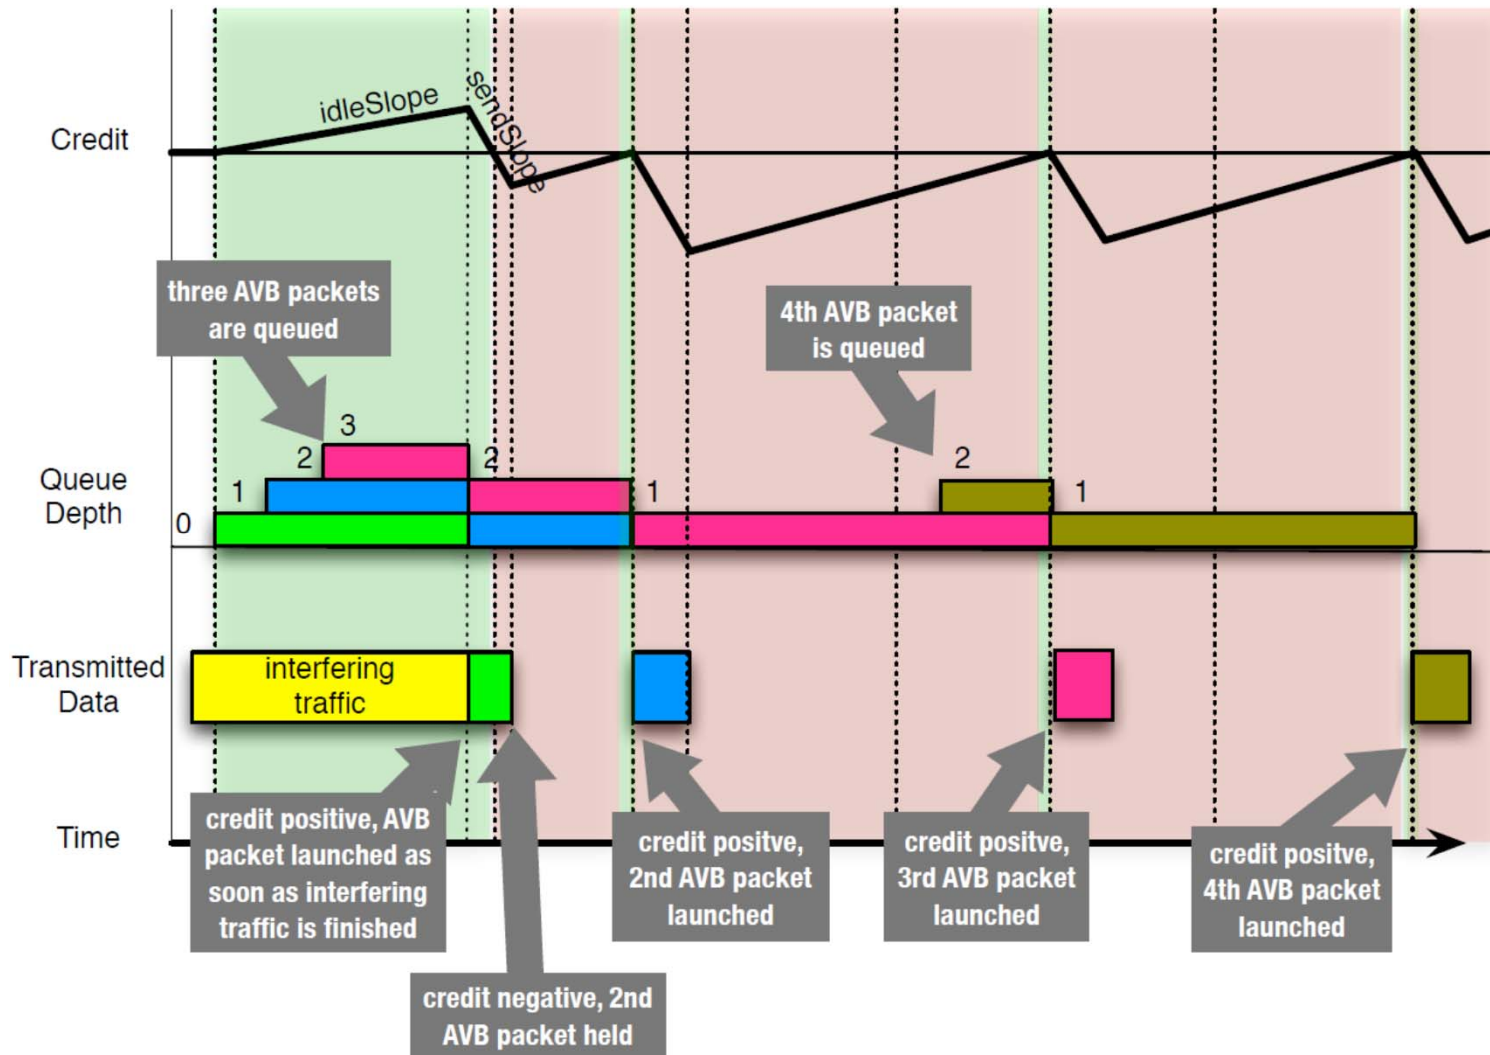 Credit
idleSlope
sendSlope
three AVB packets
are queued
4th AVB packet
is queued
Queue
Depth
0
1
2
3
2
1
2
1
Transmitted
Data
interfering
traffic
Time
credit positive, AVB
packet launched as
soon as interfering
traffic is finished
credit negative, 2nd
AVB packet held
credit positve,
2nd AVB packet
launched
credit positve,
3rd AVB packet
launched
credit positve,
4th AVB packet
launched